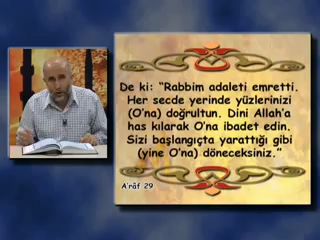 De ki: “Rabbim adaleti emretti.
Her secde yerinde yüzlerinizi
(O’na) doğrultun. Dini Allah’a
has kılarak O’na ibadet edin.
Sizi başlangıçta yarattığı gibi
(yine O’na) döneceksiniz.”
A’râf 29